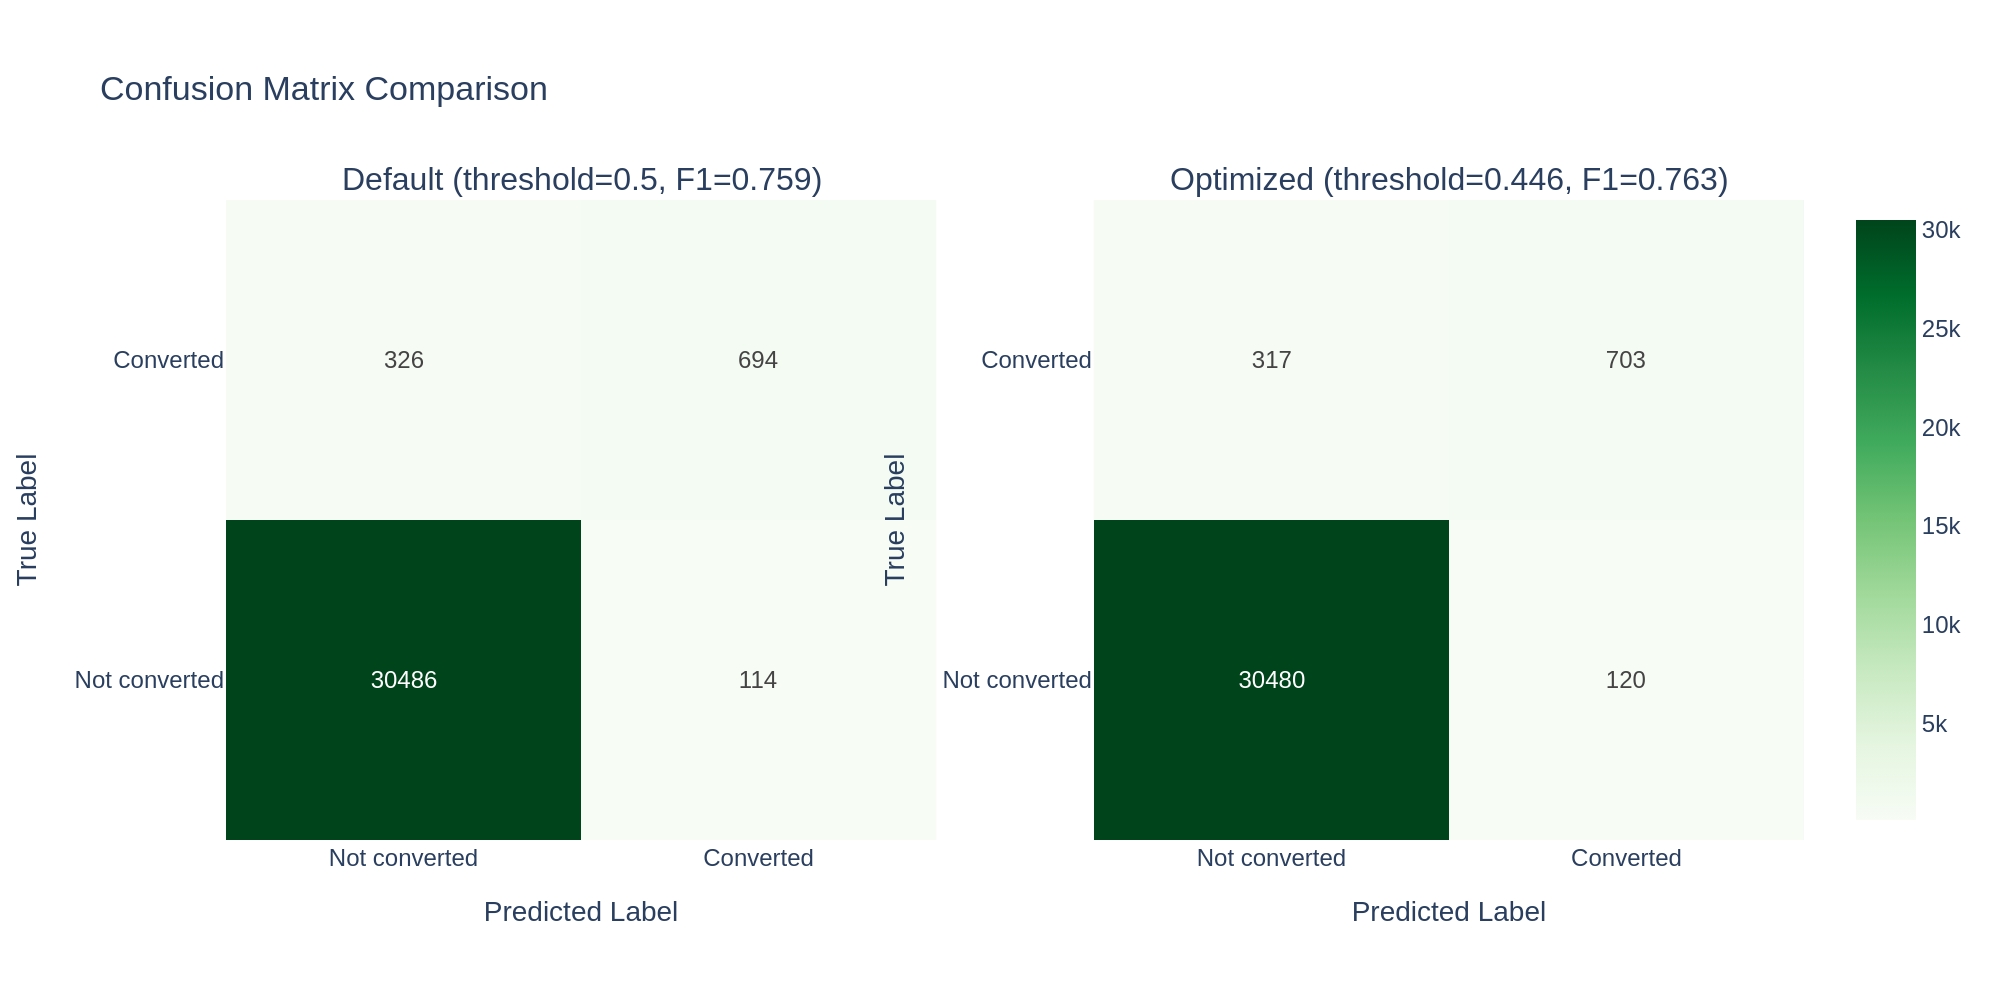 Confusion Matrix Comparison
Default (threshold=0.5, F1=0.759)
True Label
Converted
326
694
Not converted
30486
114
Not converted
Converted
Predicted Label
Optimized (threshold=0.446, F1=0.763)
True Label
Converted
317
703
Not converted
30480
120
Not converted
Converted
Predicted Label
30k
25k
20k
15k
10k
5k